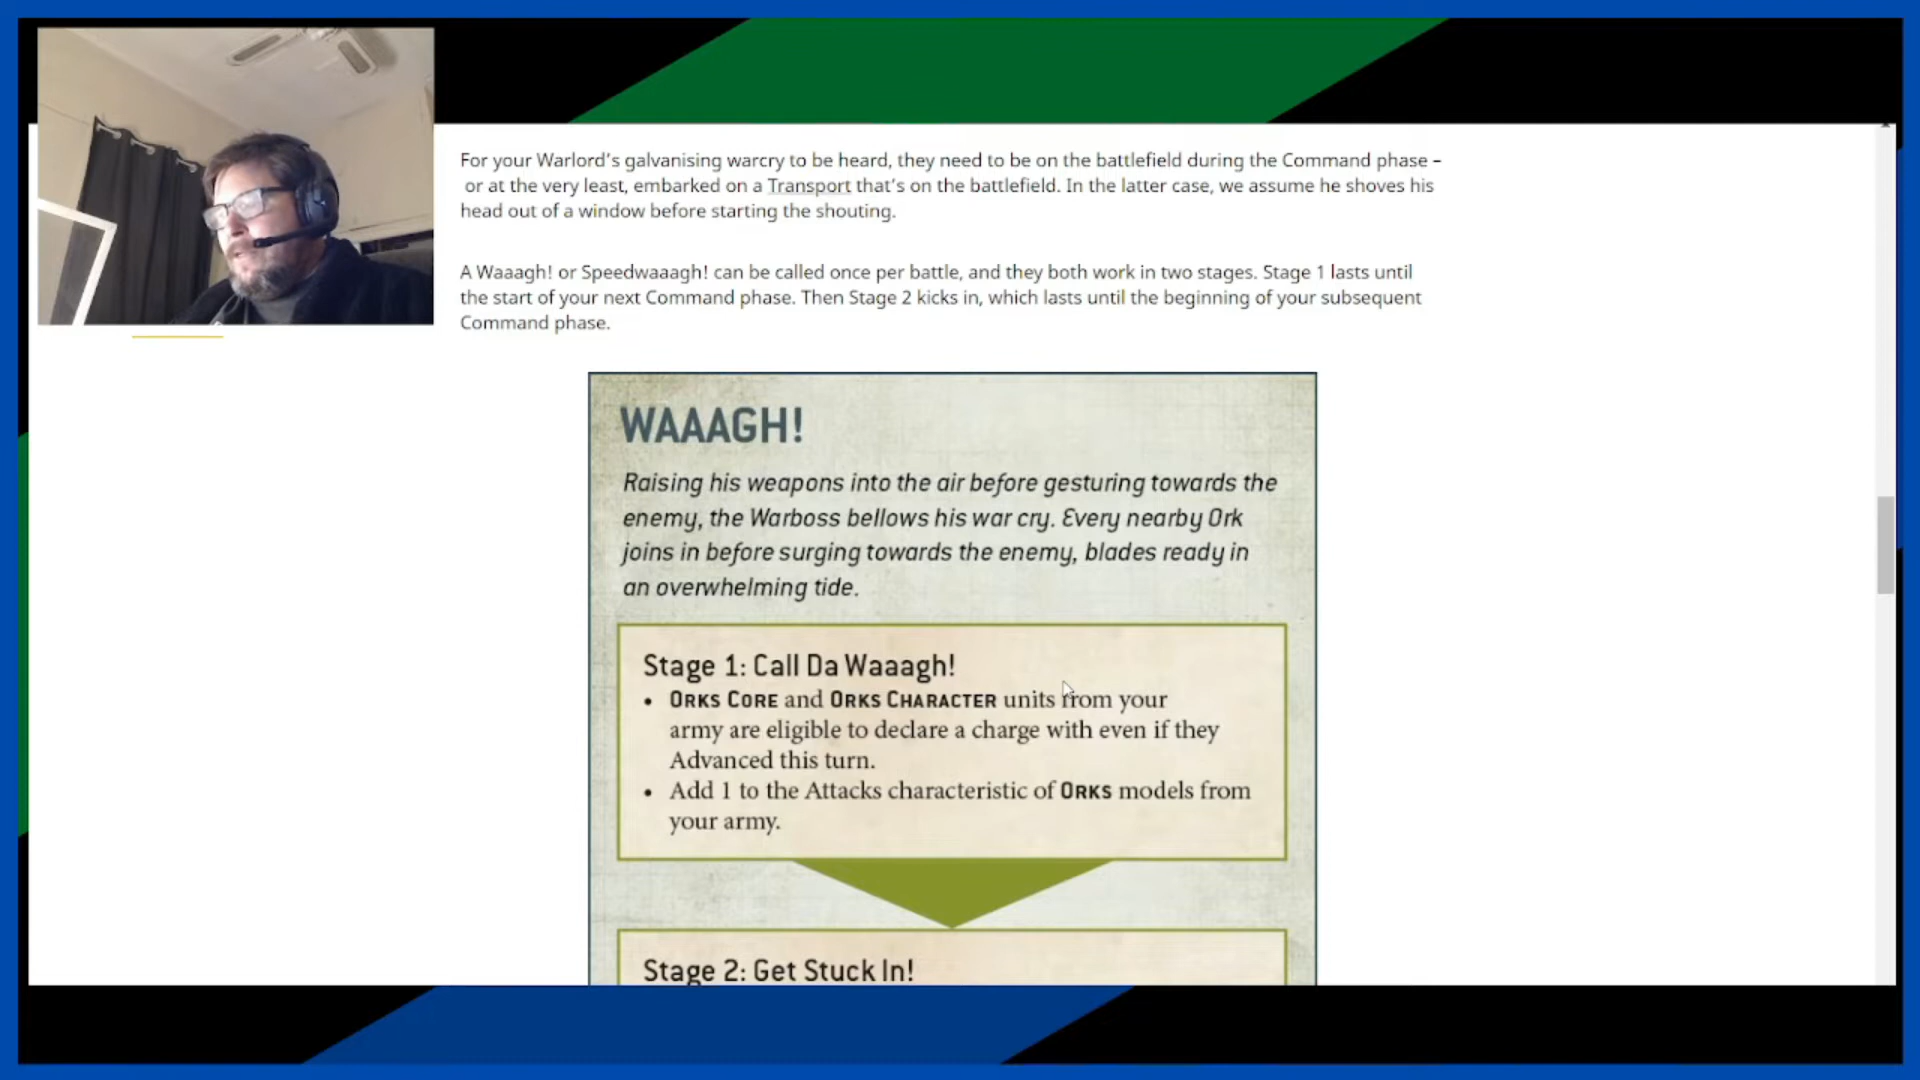 For your Warlord's galvanising warcry to be heard, they need to be on the battlefield during the Command phase –
or at the very least, embarked on a Transport that's on the battlefield. In the latter case, we assume he shoves his
head out of a window before starting the shouting.
A Waaagh! or Speedwaaagh! can be called once per battle, and they both work in two stages. Stage 1 lasts until
the start of your next Command phase. Then Stage 2 kicks in, which lasts until the beginning of your subsequent
Command phase.
WAAAGH!
Raising his weapons into the air before gesturing towards the
enemy, the Warboss bellows his war cry. Every nearby Ork
joins in before surging towards the enemy, blades ready in
an overwhelming tide.
Stage 1: Call Da Waaagh!
• ORKS CORE and ORKS CHARACTER units from your
army are eligible to declare a charge with even if they
Advanced this turn.
• Add 1 to the Attacks characteristic of ORKS models from
your army.
Stage 2: Get Stuck In!